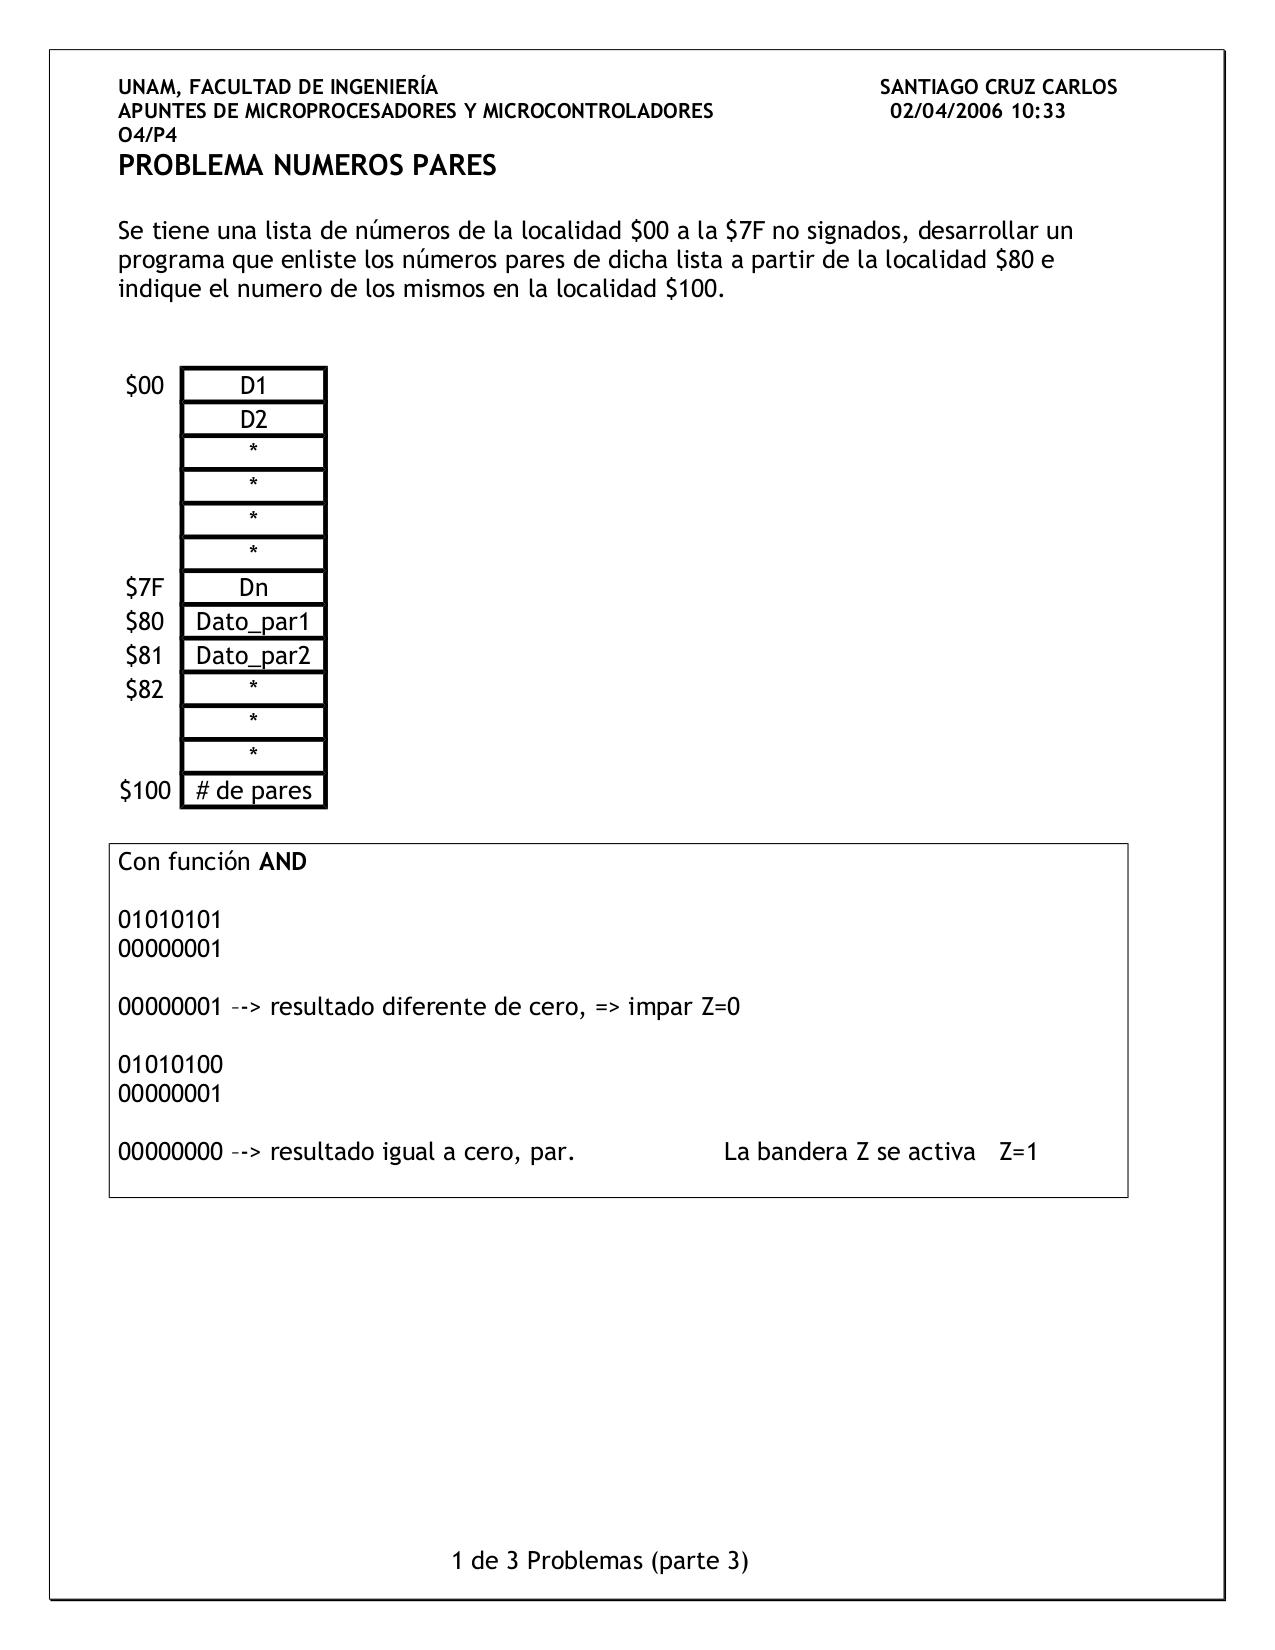 UNAM, FACULTAD DE INGENIERÍA SANTIAGO CRUZ CARLOS
APUNTES DE MICROPROCESADORES Y MICROCONTROLADORES 02/04/2006 10:33
O4/P4
PROBLEMA NUMEROS PARES
Se tiene una lista de números de la localidad $00 a la $7F no signados, desarrollar un
programa que enliste los números pares de dicha lista a partir de la localidad $80 e
indique el numero de los mismos en la localidad $100.
$00 D1
D2
*
*
*
*
$7F Dn
$80 Dato_par1
$81 Dato_par2
$82 *
*
*
$100 # de pares
Con función AND
01010101
00000001
00000001 --> resultado diferente de cero, => impar Z=0
01010100
00000001
00000000 --> resultado igual a cero, par. La bandera Z se activa Z=1
1 de 3 Problemas (parte 3)